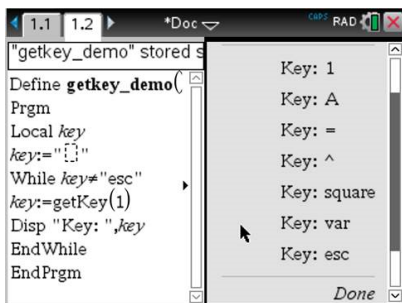 1.1 1.2 *Doc CAPS RAD
"getkey_demo" stored s
Define getkey_demo(
Prgm
Local key
key:="⬚"
While key≠"esc"
key:=getKey(1)
Disp "Key: ",key
EndWhile
EndPrgm
Key: 1
Key: A
Key: =
Key: ^
Key: square
Key: var
Key: esc
Done